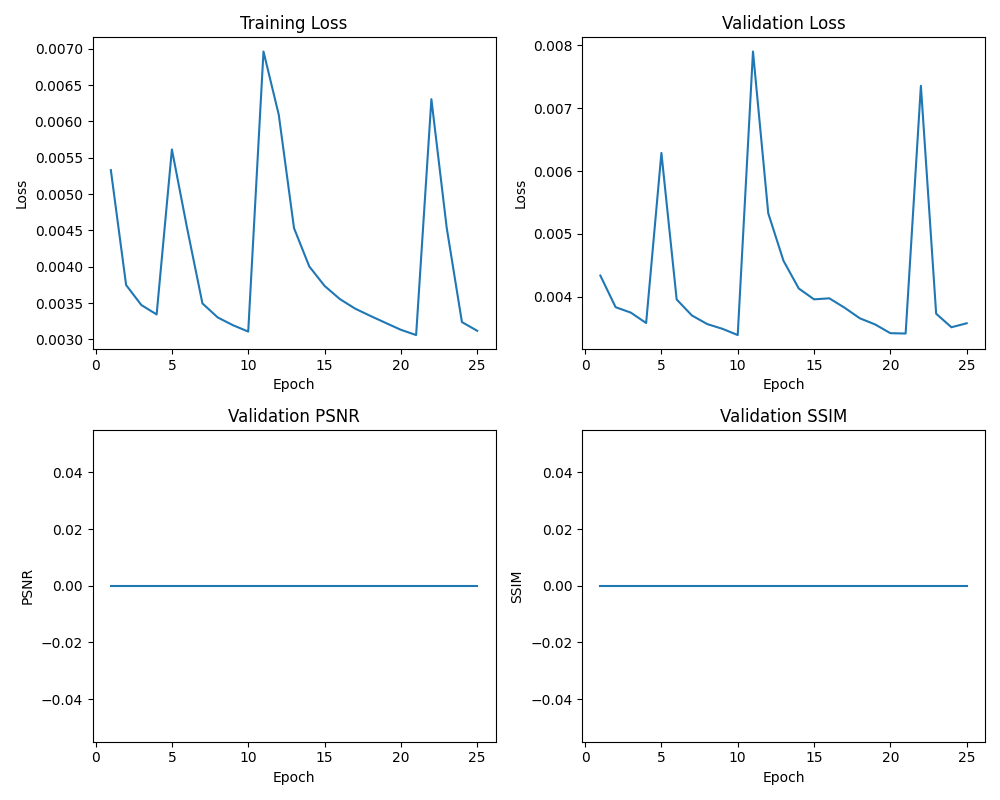 Training Loss
Loss
0.0070
0.0065
0.0060
0.0055
0.0050
0.0045
0.0040
0.0035
0.0030
0 5 10 15 20 25
Epoch
Validation Loss
Loss
0.008
0.007
0.006
0.005
0.004
0 5 10 15 20 25
Epoch
Validation PSNR
PSNR
0.04
0.02
0.00
−0.02
−0.04
0 5 10 15 20 25
Epoch
Validation SSIM
SSIM
0.04
0.02
0.00
−0.02
−0.04
0 5 10 15 20 25
Epoch